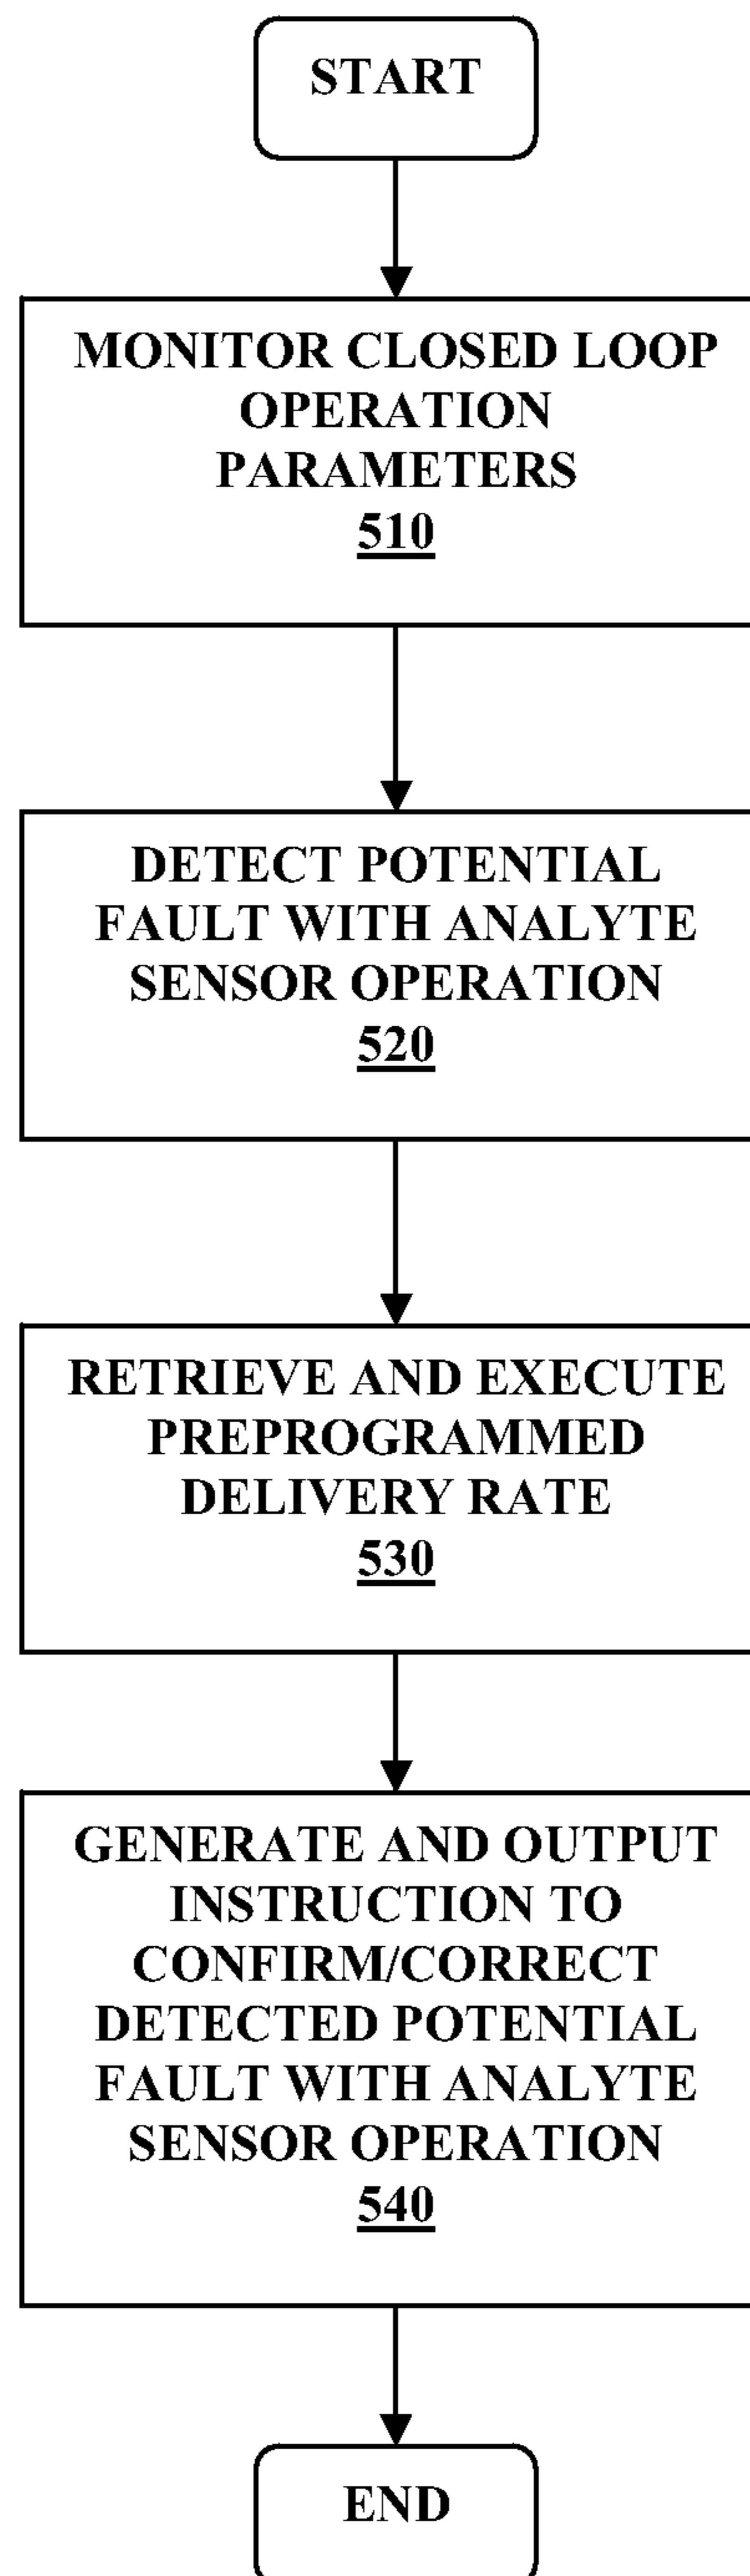 START
MONITOR CLOSED LOOP
OPERATION
PARAMETERS
510
DETECT POTENTIAL
FAULT WITH ANALYTE
SENSOR OPERATION
520
RETRIEVE AND EXECUTE
PREPROGRAMMED
DELIVERY RATE
530
GENERATE AND OUTPUT
INSTRUCTION TO
CONFIRM/CORRECT
DETECTED POTENTIAL
FAULT WITH ANALYTE
SENSOR OPERATION
540
END